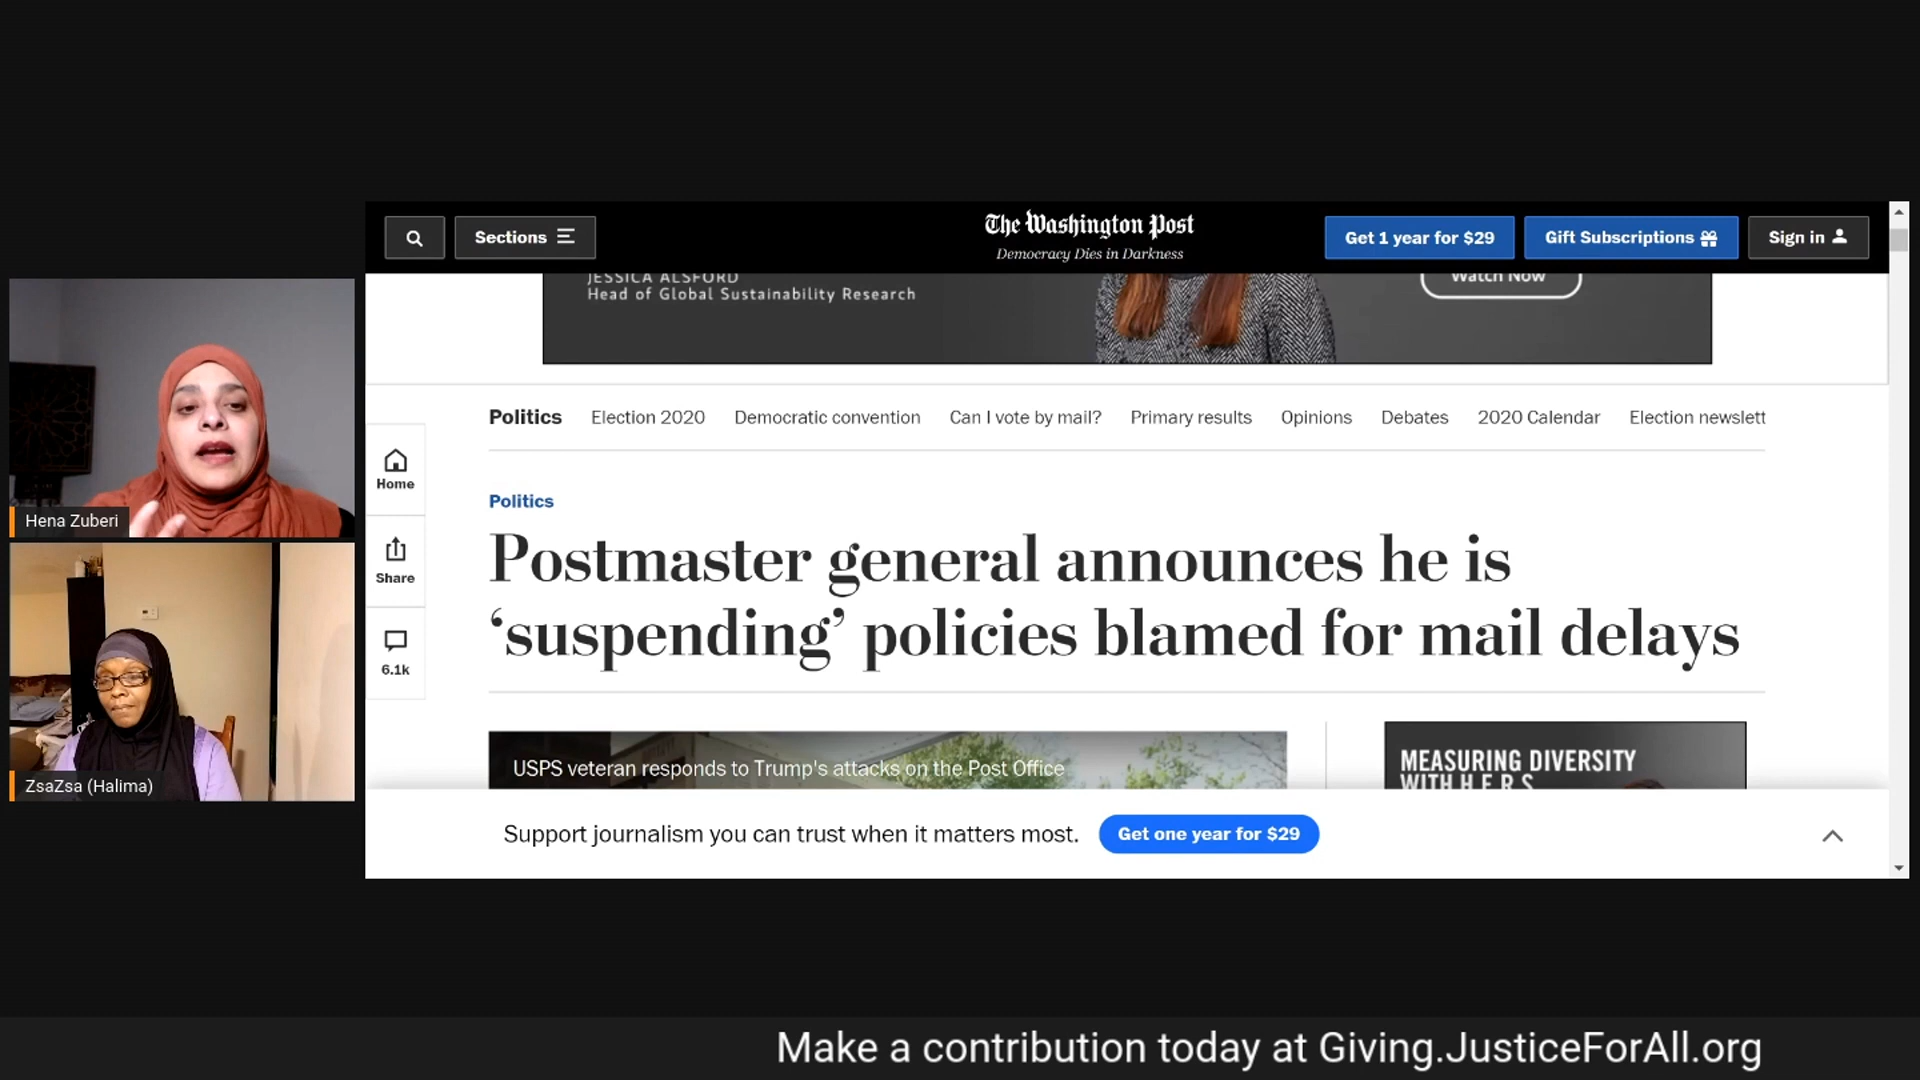 Sections
The Washington Post
Democracy Dies in Darkness
Get 1 year for $29
Gift Subscriptions
Sign in
JESSICA ALSFORD
Head of Global Sustainability Research
Watch Now
Politics
Election 2020
Democratic convention
Can I vote by mail?
Primary results
Opinions
Debates
2020 Calendar
Election newslett
Home
Share
6.1k
Politics
Postmaster general announces he is
‘suspending’ policies blamed for mail delays
USPS veteran responds to Trump's attacks on the Post Office
MEASURING DIVERSITY
WITH H.E.R.S
Support journalism you can trust when it matters most.
Get one year for $29
Hena Zuberi
ZsaZsa (Halima)
Make a contribution today at Giving.JusticeForAll.org